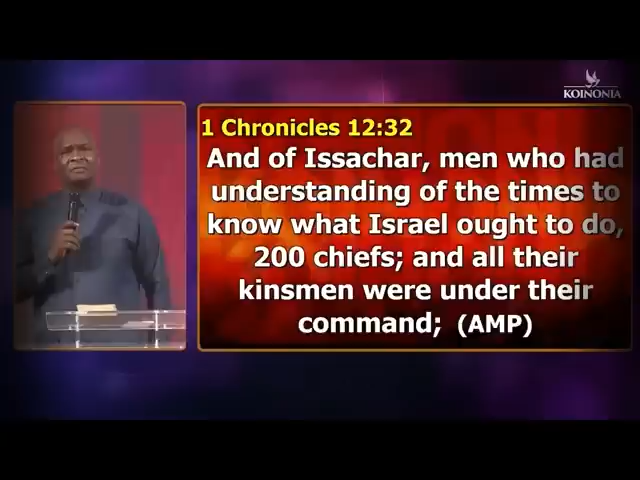 KOINONIA
1 Chronicles 12:32
And of Issachar, men who had
understanding of the times to
know what Israel ought to do,
200 chiefs; and all their
kinsmen were under their
command; (AMP)